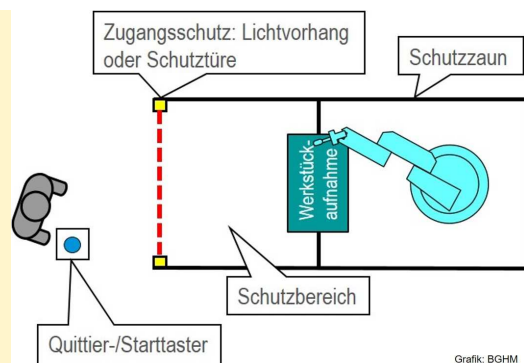 Zugangsschutz: Lichtvorhang
oder Schutztüre
Schutzzaun
Werkstück-
aufnahme
Schutzbereich
Quittier-/Starttaster
Grafik: BGHM